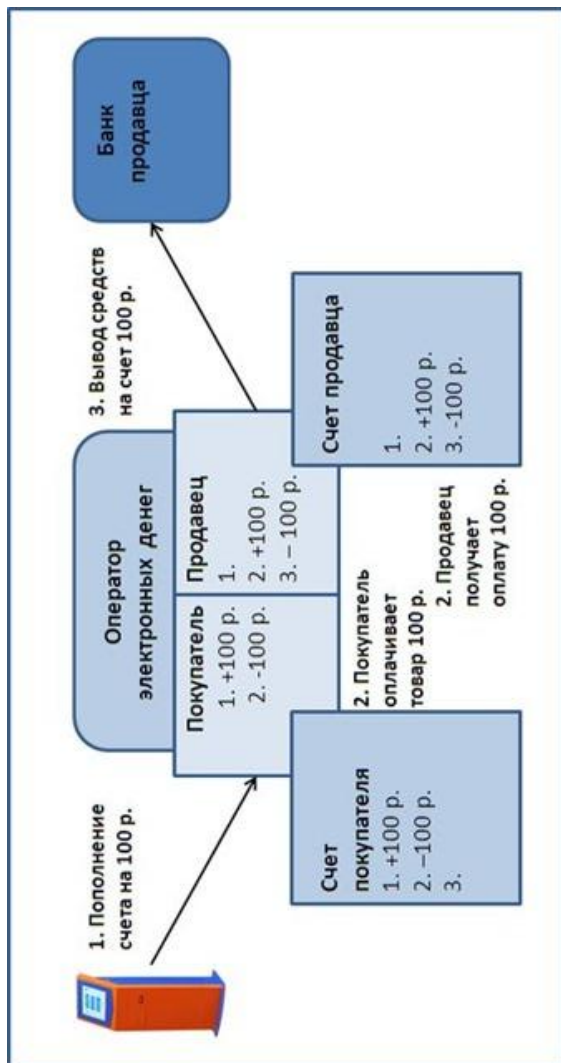 1. Пополнение
счета на 100 р.
Оператор
электронных денег
3. Вывод средств
на счет 100 р.
Банк
продавца
Покупатель
1. +100 р.
2. -100 р.
Продавец
1.
2. +100 р.
3. – 100 р.
Счет
покупателя
1. +100 р.
2. –100 р.
3.
2. Покупатель
оплачивает
товар 100 р.
2. Продавец
получает
оплату 100 р.
Счет продавца
1.
2. +100 р.
3. -100 р.